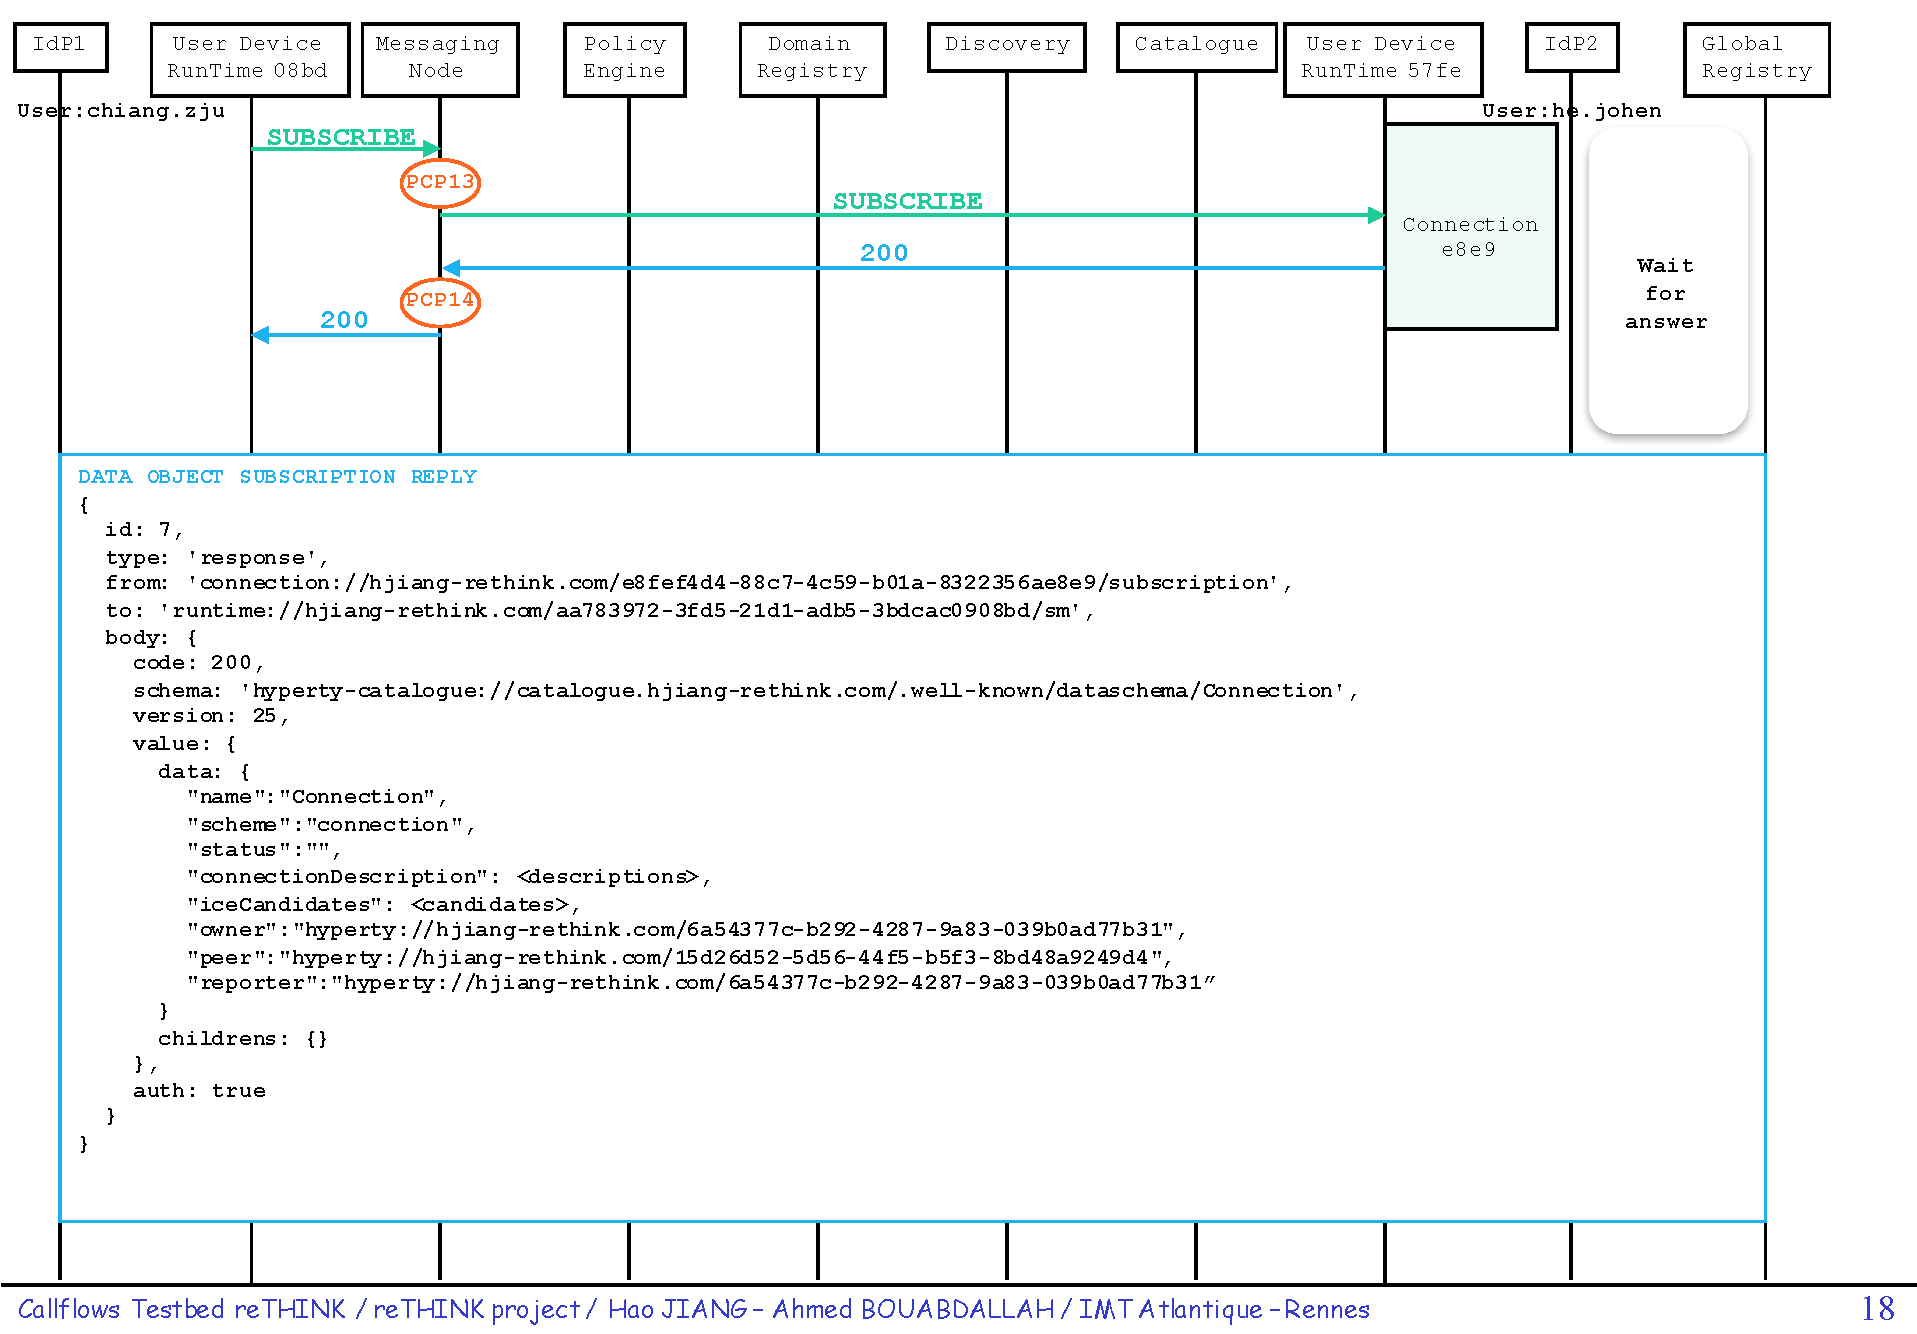 IdP1
User Device
RunTime 08bd
Messaging
Node
Policy
Engine
Domain
Registry
Discovery
Catalogue
User Device
RunTime 57fe
IdP2
Global
Registry
User:chiang.zju
User:he.johen
SUBSCRIBE
PCP13
SUBSCRIBE
200
PCP14
200
Connection
e8e9
Wait
for
answer
DATA OBJECT SUBSCRIPTION REPLY
{
id: 7,
type: 'response',
from: 'connection://hjiang-rethink.com/e8fef4d4-88c7-4c59-b01a-8322356ae8e9/subscription',
to: 'runtime://hjiang-rethink.com/aa783972-3fd5-21d1-adb5-3bdcac0908bd/sm',
body: {
code: 200,
schema: 'hyperty-catalogue://catalogue.hjiang-rethink.com/.well-known/dataschema/Connection',
version: 25,
value: {
data: {
"name":"Connection",
"scheme":"connection",
"status":"",
"connectionDescription": <descriptions>,
"iceCandidates": <candidates>,
"owner":"hyperty://hjiang-rethink.com/6a54377c-b292-4287-9a83-039b0ad77b31",
"peer":"hyperty://hjiang-rethink.com/15d26d52-5d56-44f5-b5f3-8bd48a9249d4",
"reporter":"hyperty://hjiang-rethink.com/6a54377c-b292-4287-9a83-039b0ad77b31”
}
childrens: {}
},
auth: true
}
}
Callflows Testbed reTHINK / reTHINK project / Hao JIANG – Ahmed BOUABDALLAH / IMT Atlantique – Rennes
18